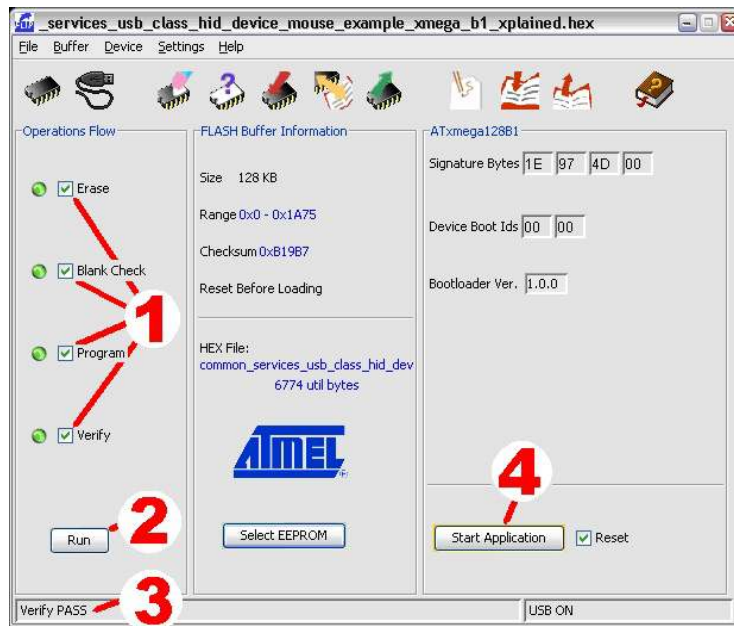 _services_usb_class_hid_device_mouse_example_xmega_b1_xplained.hex
File Buffer Device Settings Help
Operations Flow
Erase
Blank Check
Program
Verify
1
Run
2
FLASH Buffer Information
Size 128 KB
Range 0x0 - 0x1A75
Checksum 0xB19B7
Reset Before Loading
HEX File:
common_services_usb_class_hid_dev
6774 util bytes
ATMEL
Select EEPROM
ATxmega128B1
Signature Bytes 1E 97 4D 00
Device Boot Ids 00 00
Bootloader Ver. 1.0.0
4
Start Application Reset
Verify PASS 3 USB ON